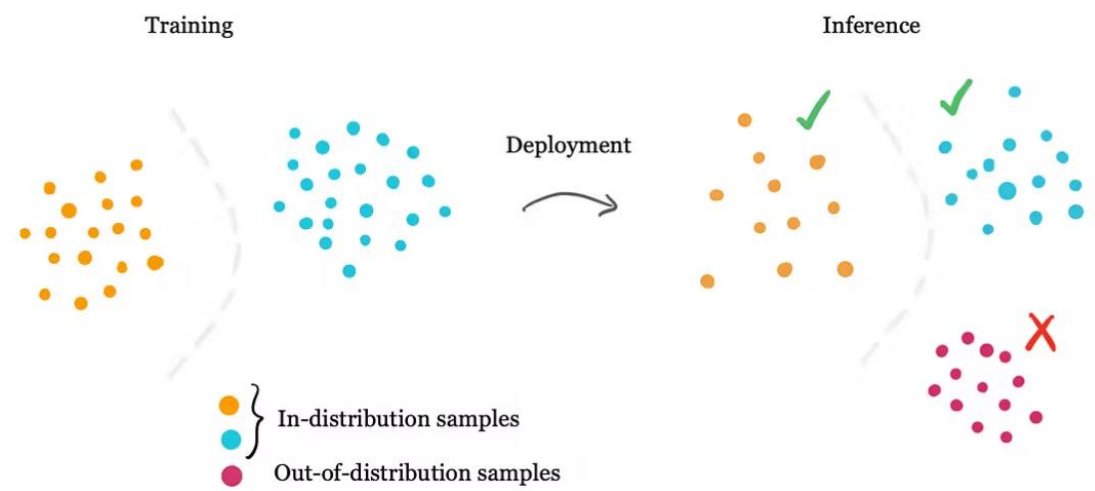 Training
Inference
Deployment
In-distribution samples
Out-of-distribution samples